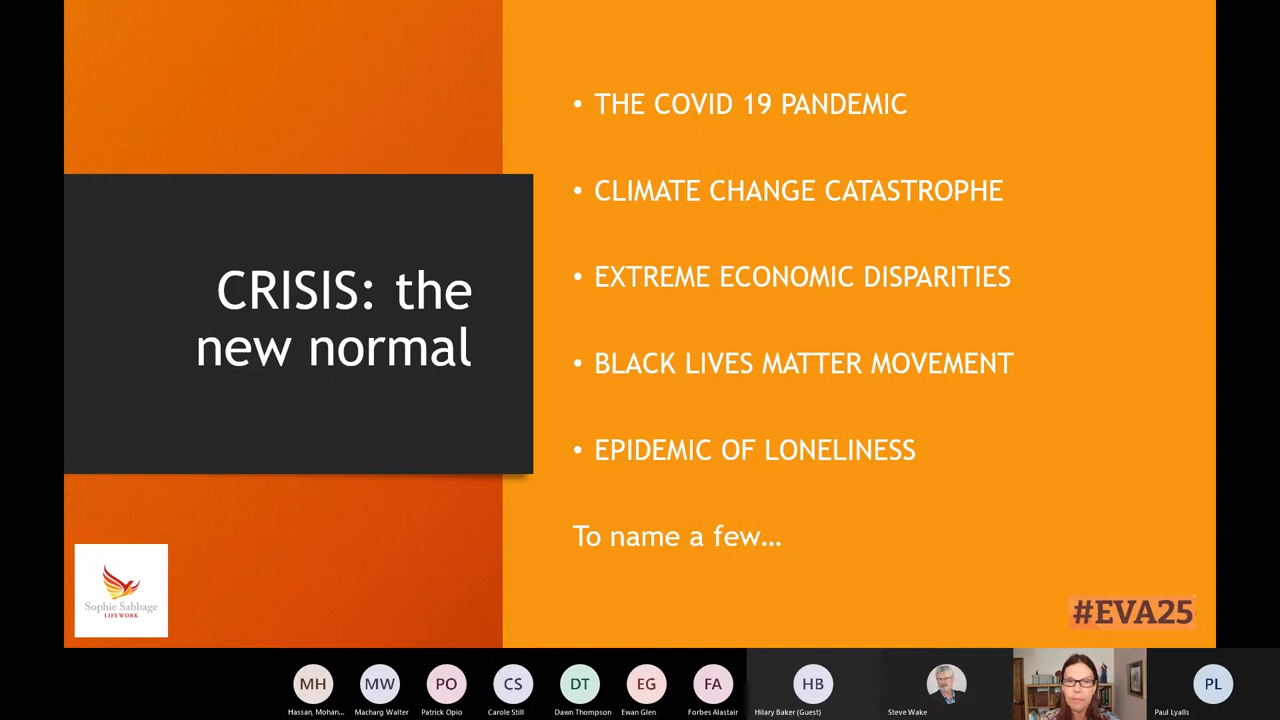 CRISIS: the
new normal
• THE COVID 19 PANDEMIC
• CLIMATE CHANGE CATASTROPHE
• EXTREME ECONOMIC DISPARITIES
• BLACK LIVES MATTER MOVEMENT
• EPIDEMIC OF LONELINESS
To name a few...
Sophie Sabbage
LIFEWORK
#EVA25
MH
MW
PO
CS
DT
EG
FA
HB
PL
Hassan, Mohan...
Macharg Walter
Patrick Opio
Carole Still
Dawn Thompson
Ewan Glen
Forbes Alastair
Hilary Baker (Guest)
Steve Wake
Paul Lyalls